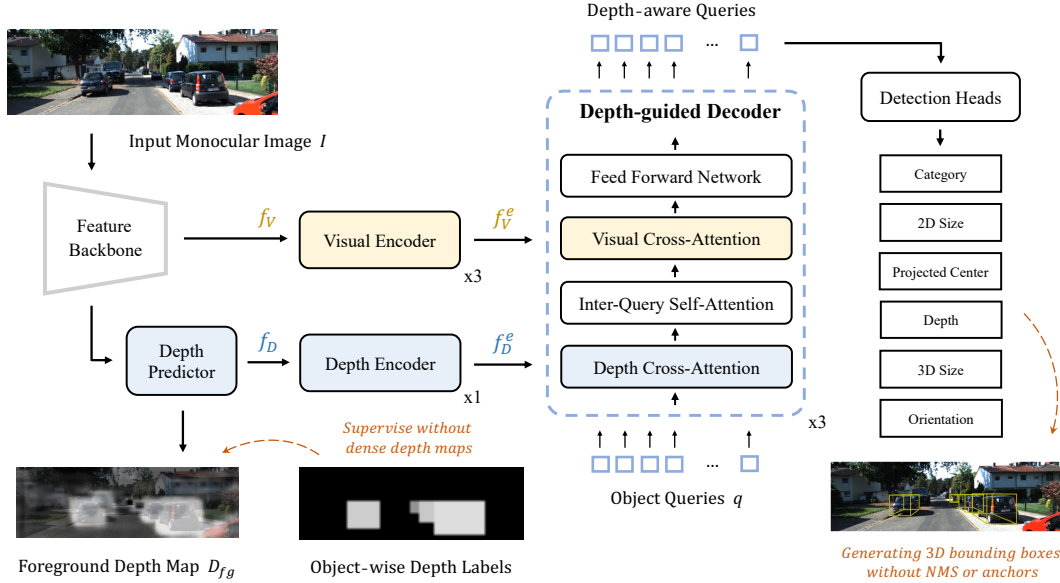 Depth-aware Queries
...
Input Monocular Image I
Feature
Backbone
f_V
Visual Encoder
x3
f_V^e
f_D
Depth
Predictor
Depth Encoder
x1
f_D^e
Depth-guided Decoder
Feed Forward Network
Visual Cross-Attention
Inter-Query Self-Attention
Depth Cross-Attention
x3
...
Object Queries q
Detection Heads
Category
2D Size
Projected Center
Depth
3D Size
Orientation
Supervise without
dense depth maps
Foreground Depth Map D_fg
Object-wise Depth Labels
Generating 3D bounding boxes
without NMS or anchors